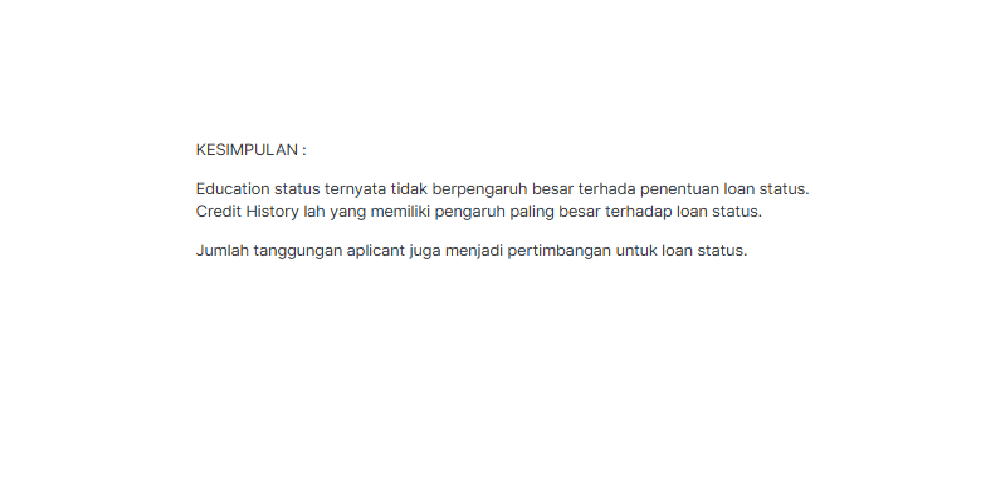 KESIMPULAN :
Education status ternyata tidak berpengaruh besar terhada penentuan loan status.
Credit History lah yang memiliki pengaruh paling besar terhadap loan status.
Jumlah tanggungan aplicant juga menjadi pertimbangan untuk loan status.